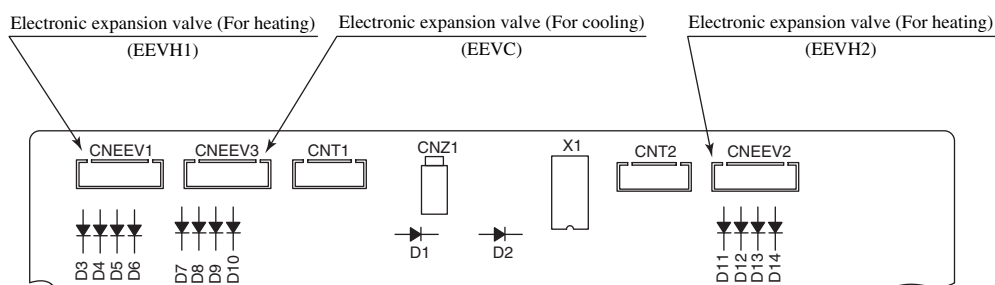 Electronic expansion valve (For heating)
(EEVH1)
Electronic expansion valve (For cooling)
(EEVC)
Electronic expansion valve (For heating)
(EEVH2)
CNEEV1
CNEEV3
CNT1
CNZ1
X1
CNT2
CNEEV2
D3
D4
D5
D6
D7
D8
D9
D10
D1
D2
D11
D12
D13
D14